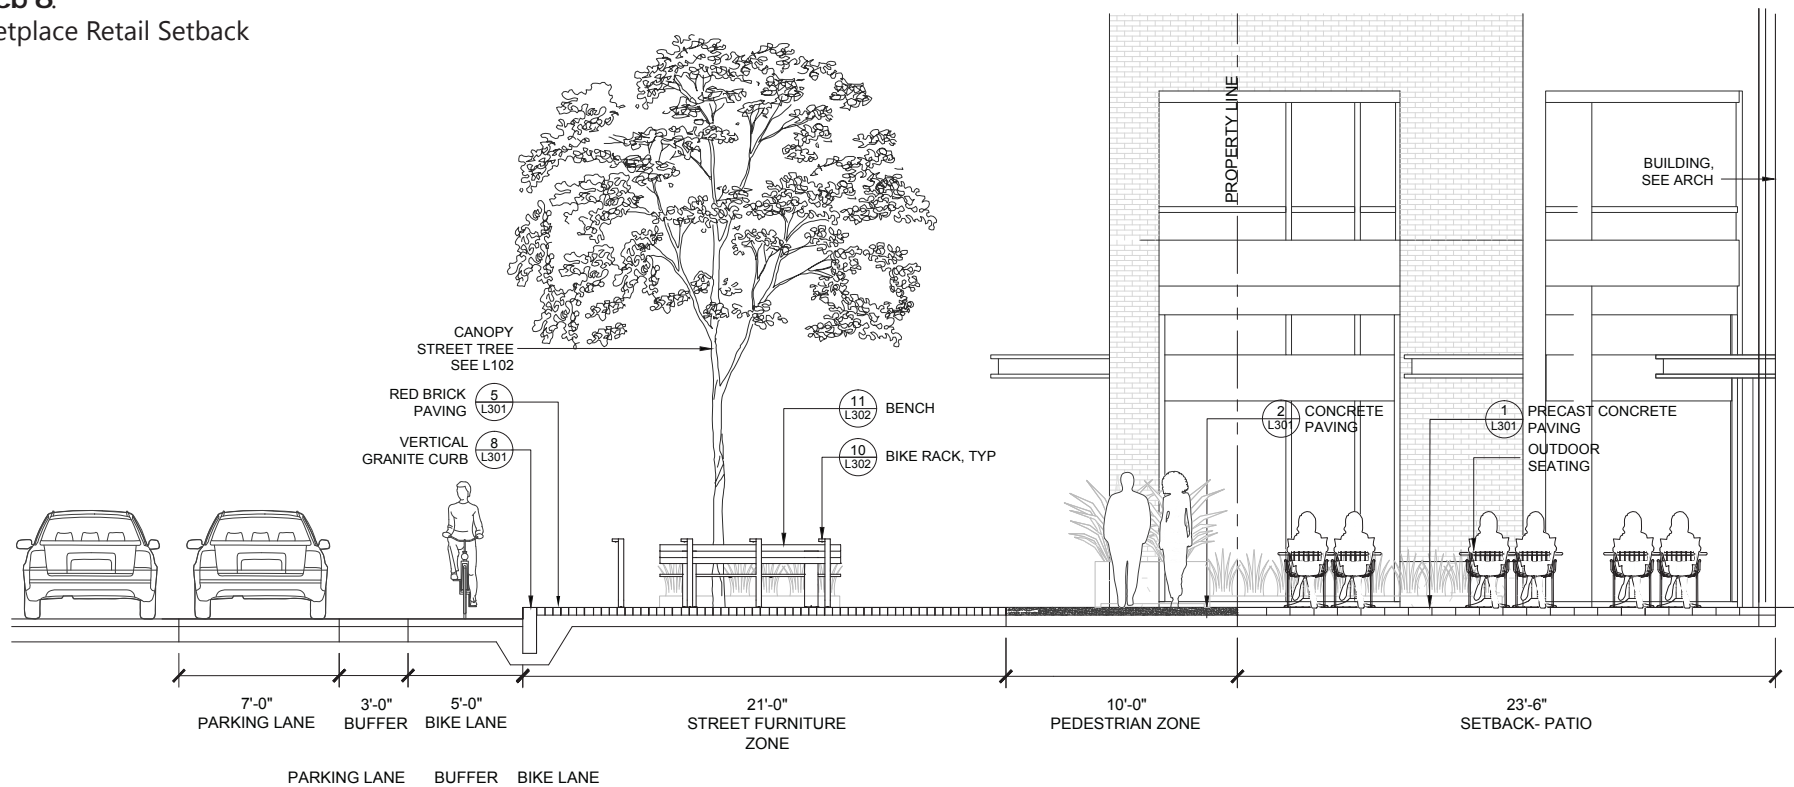 etplace Retail Setback
PROPERTY LINE
BUILDING,
SEE ARCH
CANOPY
STREET TREE
SEE L102
RED BRICK
PAVING
5
L301
VERTICAL
GRANITE CURB
8
L301
11
L302
BENCH
10
L302
BIKE RACK, TYP
2
L301
CONCRETE
PAVING
1
L301
PRECAST CONCRETE
PAVING
OUTDOOR
SEATING
7'-0"
PARKING LANE
3'-0"
BUFFER
5'-0"
BIKE LANE
21'-0"
STREET FURNITURE
ZONE
10'-0"
PEDESTRIAN ZONE
23'-6"
SETBACK- PATIO
PARKING LANE BUFFER BIKE LANE